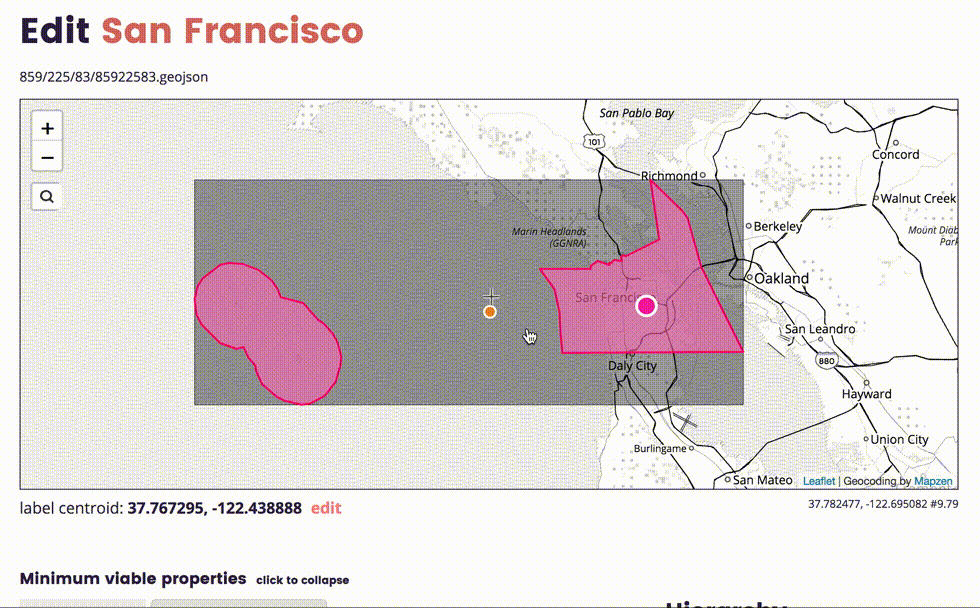 Edit San Francisco
859/225/83/85922583.geojson
+
−
San Pablo Bay
101
Concord
Richmond
Walnut Creek
Berkeley
Marin Headlands
(GGNRA)
Mount Diab
Park
Oakland
San Francisc
San Leandro
880
Daly City
Hayward
Union City
Burlingame
San Mateo
Leaflet | Geocoding by Mapzen
label centroid: 37.767295, -122.438888 edit
37.782477, -122.695082 #9.79
Minimum viable properties click to collapse
Hierarchy